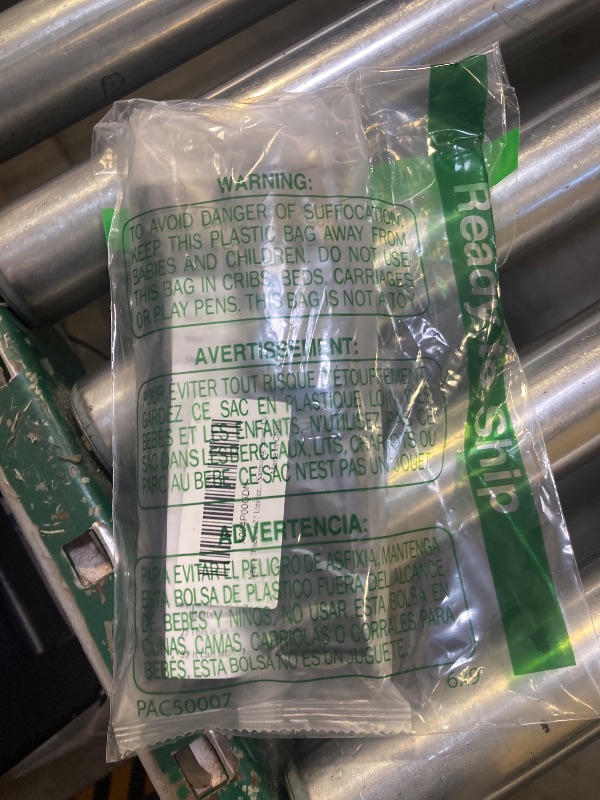 WARNING:
TO AVOID DANGER OF SUFFOCATION,
KEEP THIS PLASTIC BAG AWAY FROM
BABIES AND CHILDREN. DO NOT USE
THIS BAG IN CRIBS, BEDS, CARRIAGES
OR PLAY PENS. THIS BAG IS NOT A TOY.
AVERTISSEMENT:
POUR ÉVITER TOUT RISQUE D'ÉTOUFFEMENT,
GARDEZ CE SAC EN PLASTIQUE LOIN DES
BÉBÉS ET LES ENFANTS. N'UTILISEZ PAS CE
SAC DANS LES BERCEAUX, LITS, CHARIOTS OU
PARC AU BÉBÉ. CE SAC N'EST PAS UN JOUET.
ADVERTENCIA:
PARA EVITAR EL PELIGRO DE ASFIXIA, MANTENGA
ESTA BOLSA DE PLASTICO FUERA DEL ALCANCE
DE BEBES Y NIÑOS. NO USAR ESTA BOLSA EN
CUNAS, CAMAS, CARRIOLAS O CORRALES PARA
BEBES. ESTA BOLSA NO ES UN JUGUETE.
PAC50007
6x9
Ready to Ship